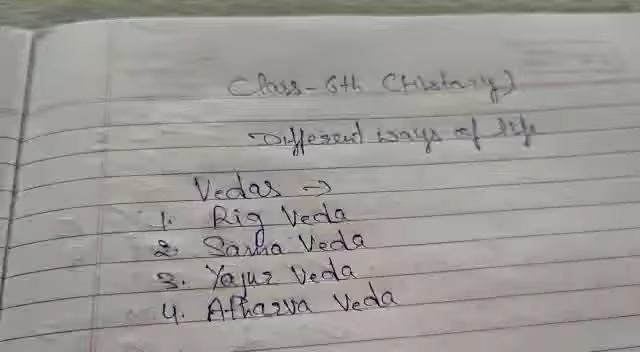 Class-6th (History)
Different ways of life
Vedas →
1. Rig Veda
2. Sama Veda
3. Yajur Veda
4. Atharva Veda